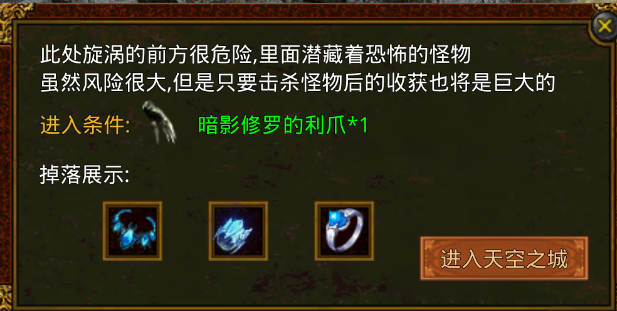 此处旋涡的前方很危险,里面潜藏着恐怖的怪物
虽然风险很大,但是只要击杀怪物后的收获也将是巨大的
进入条件: 暗影修罗的利爪*1
掉落展示:
进入天空之城